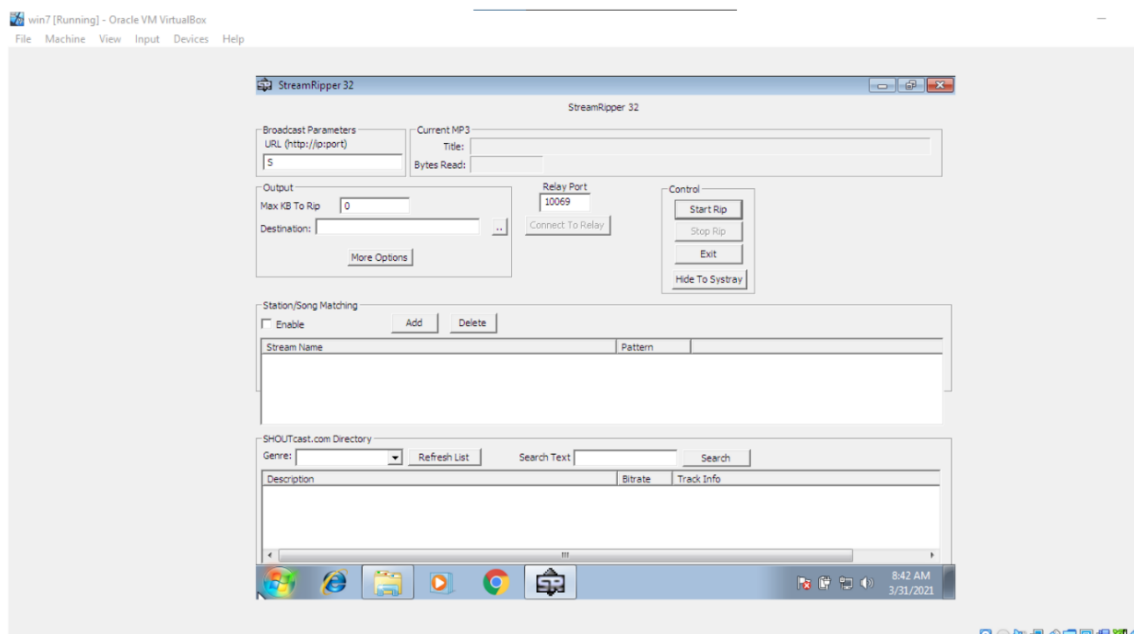 win7 [Running] - Oracle VM VirtualBox
File Machine View Input Devices Help
StreamRipper 32
StreamRipper 32
Broadcast Parameters
URL (http://ip:port)
S
Current MP3
Title:
Bytes Read:
Output
Max KB To Rip 0
Destination:
..
More Options
Relay Port
10069
Connect To Relay
Control
Start Rip
Stop Rip
Exit
Hide To Systray
Station/Song Matching
Enable Add Delete
Stream Name Pattern
SHOUTcast.com Directory
Genre: Refresh List Search Text Search
Description Bitrate Track Info
8:42 AM
3/31/2021